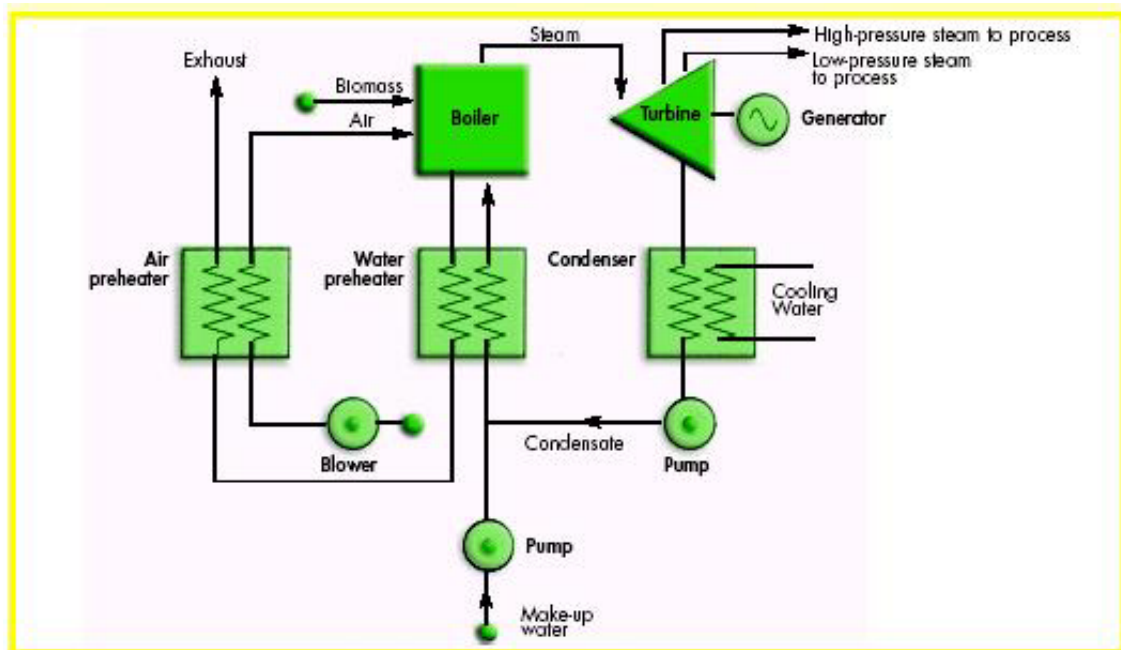 Steam
High-pressure steam to process
Low-pressure steam
to process
Exhaust
Biomass
Air
Boiler
Turbine
Generator
Air
preheater
Water
preheater
Condenser
Cooling
Water
Blower
Condensate
Pump
Pump
Make-up
water